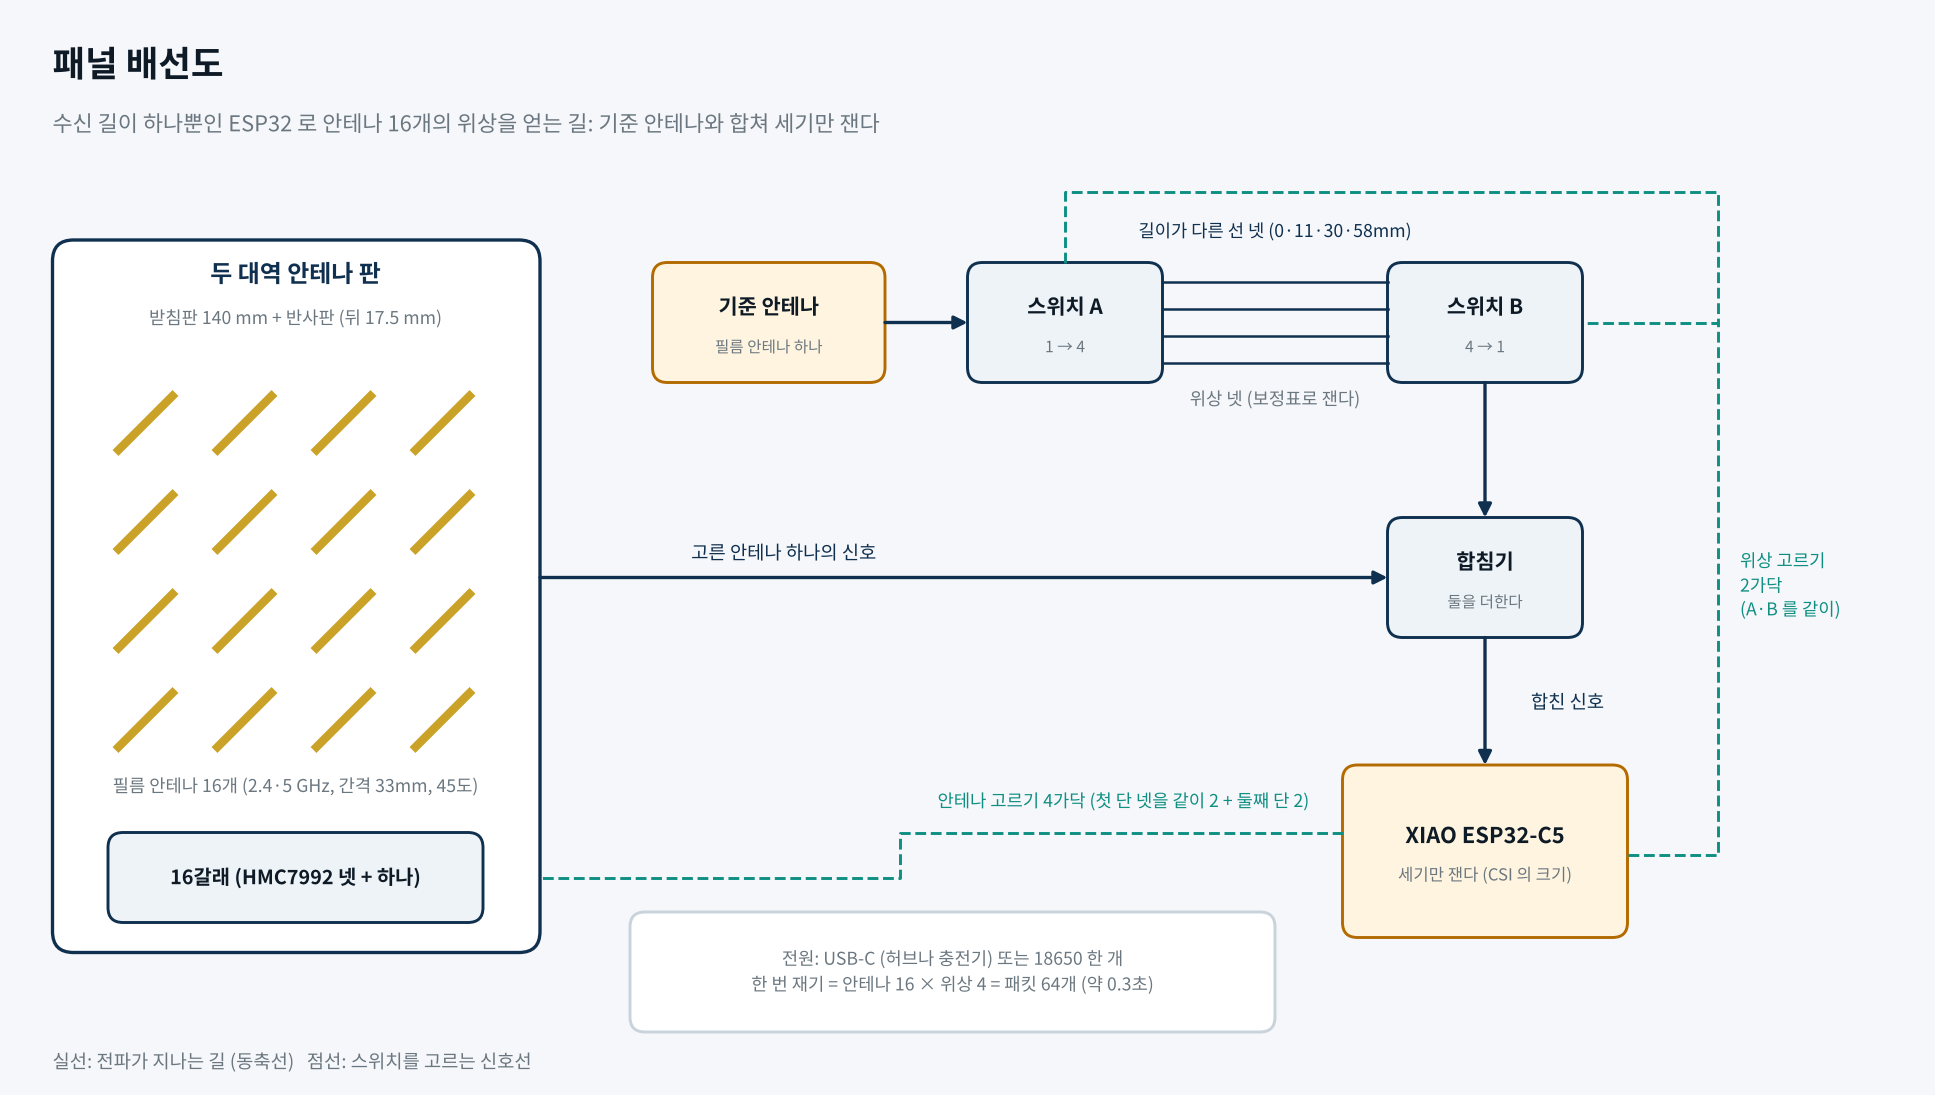 패널 배선도
수신 길이 하나뿐인 ESP32 로 안테나 16개의 위상을 얻는 길: 기준 안테나와 합쳐 세기만 잰다
두 대역 안테나 판
받침판 140 mm + 반사판 (뒤 17.5 mm)
필름 안테나 16개 (2.4·5 GHz, 간격 33mm, 45도)
16갈래 (HMC7992 넷 + 하나)
기준 안테나
필름 안테나 하나
스위치 A
1 → 4
길이가 다른 선 넷 (0·11·30·58mm)
위상 넷 (보정표로 잰다)
스위치 B
4 → 1
고른 안테나 하나의 신호
합침기
둘을 더한다
위상 고르기
2가닥
(A·B 를 같이)
합친 신호
안테나 고르기 4가닥 (첫 단 넷을 같이 2 + 둘째 단 2)
XIAO ESP32-C5
세기만 잰다 (CSI 의 크기)
전원: USB-C (허브나 충전기) 또는 18650 한 개
한 번 재기 = 안테나 16 × 위상 4 = 패킷 64개 (약 0.3초)
실선: 전파가 지나는 길 (동축선) 점선: 스위치를 고르는 신호선